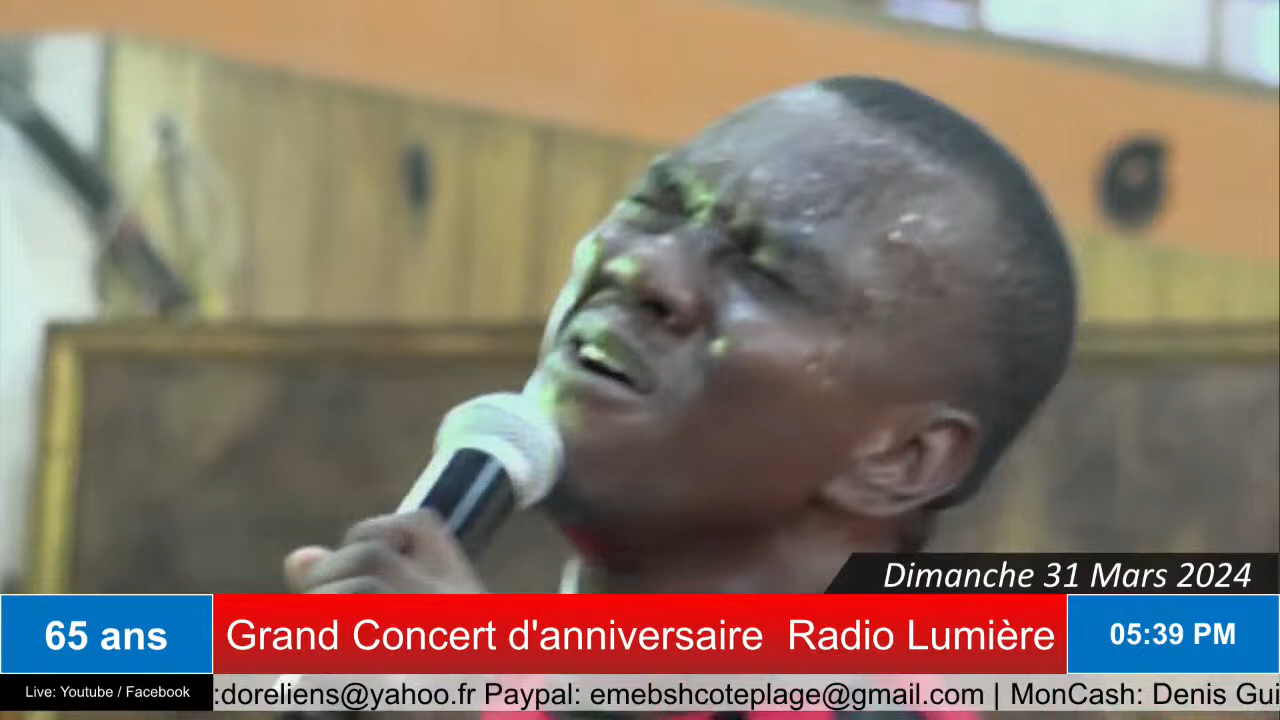 Dimanche 31 Mars 2024
65 ans
Grand Concert d'anniversaire  Radio Lumière
05:39 PM
Live: Youtube / Facebook
:doreliens@yahoo.fr Paypal: emebshcoteplage@gmail.com | MonCash: Denis Gui